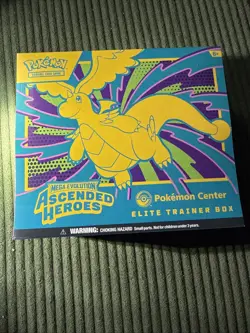 POKÉMON
TRADING CARD GAME
6+
MEGA EVOLUTION
ASCENDED
HEROES
Pokémon Center
ELITE TRAINER BOX
WARNING: CHOKING HAZARD Small parts. Not for children under 3 years.